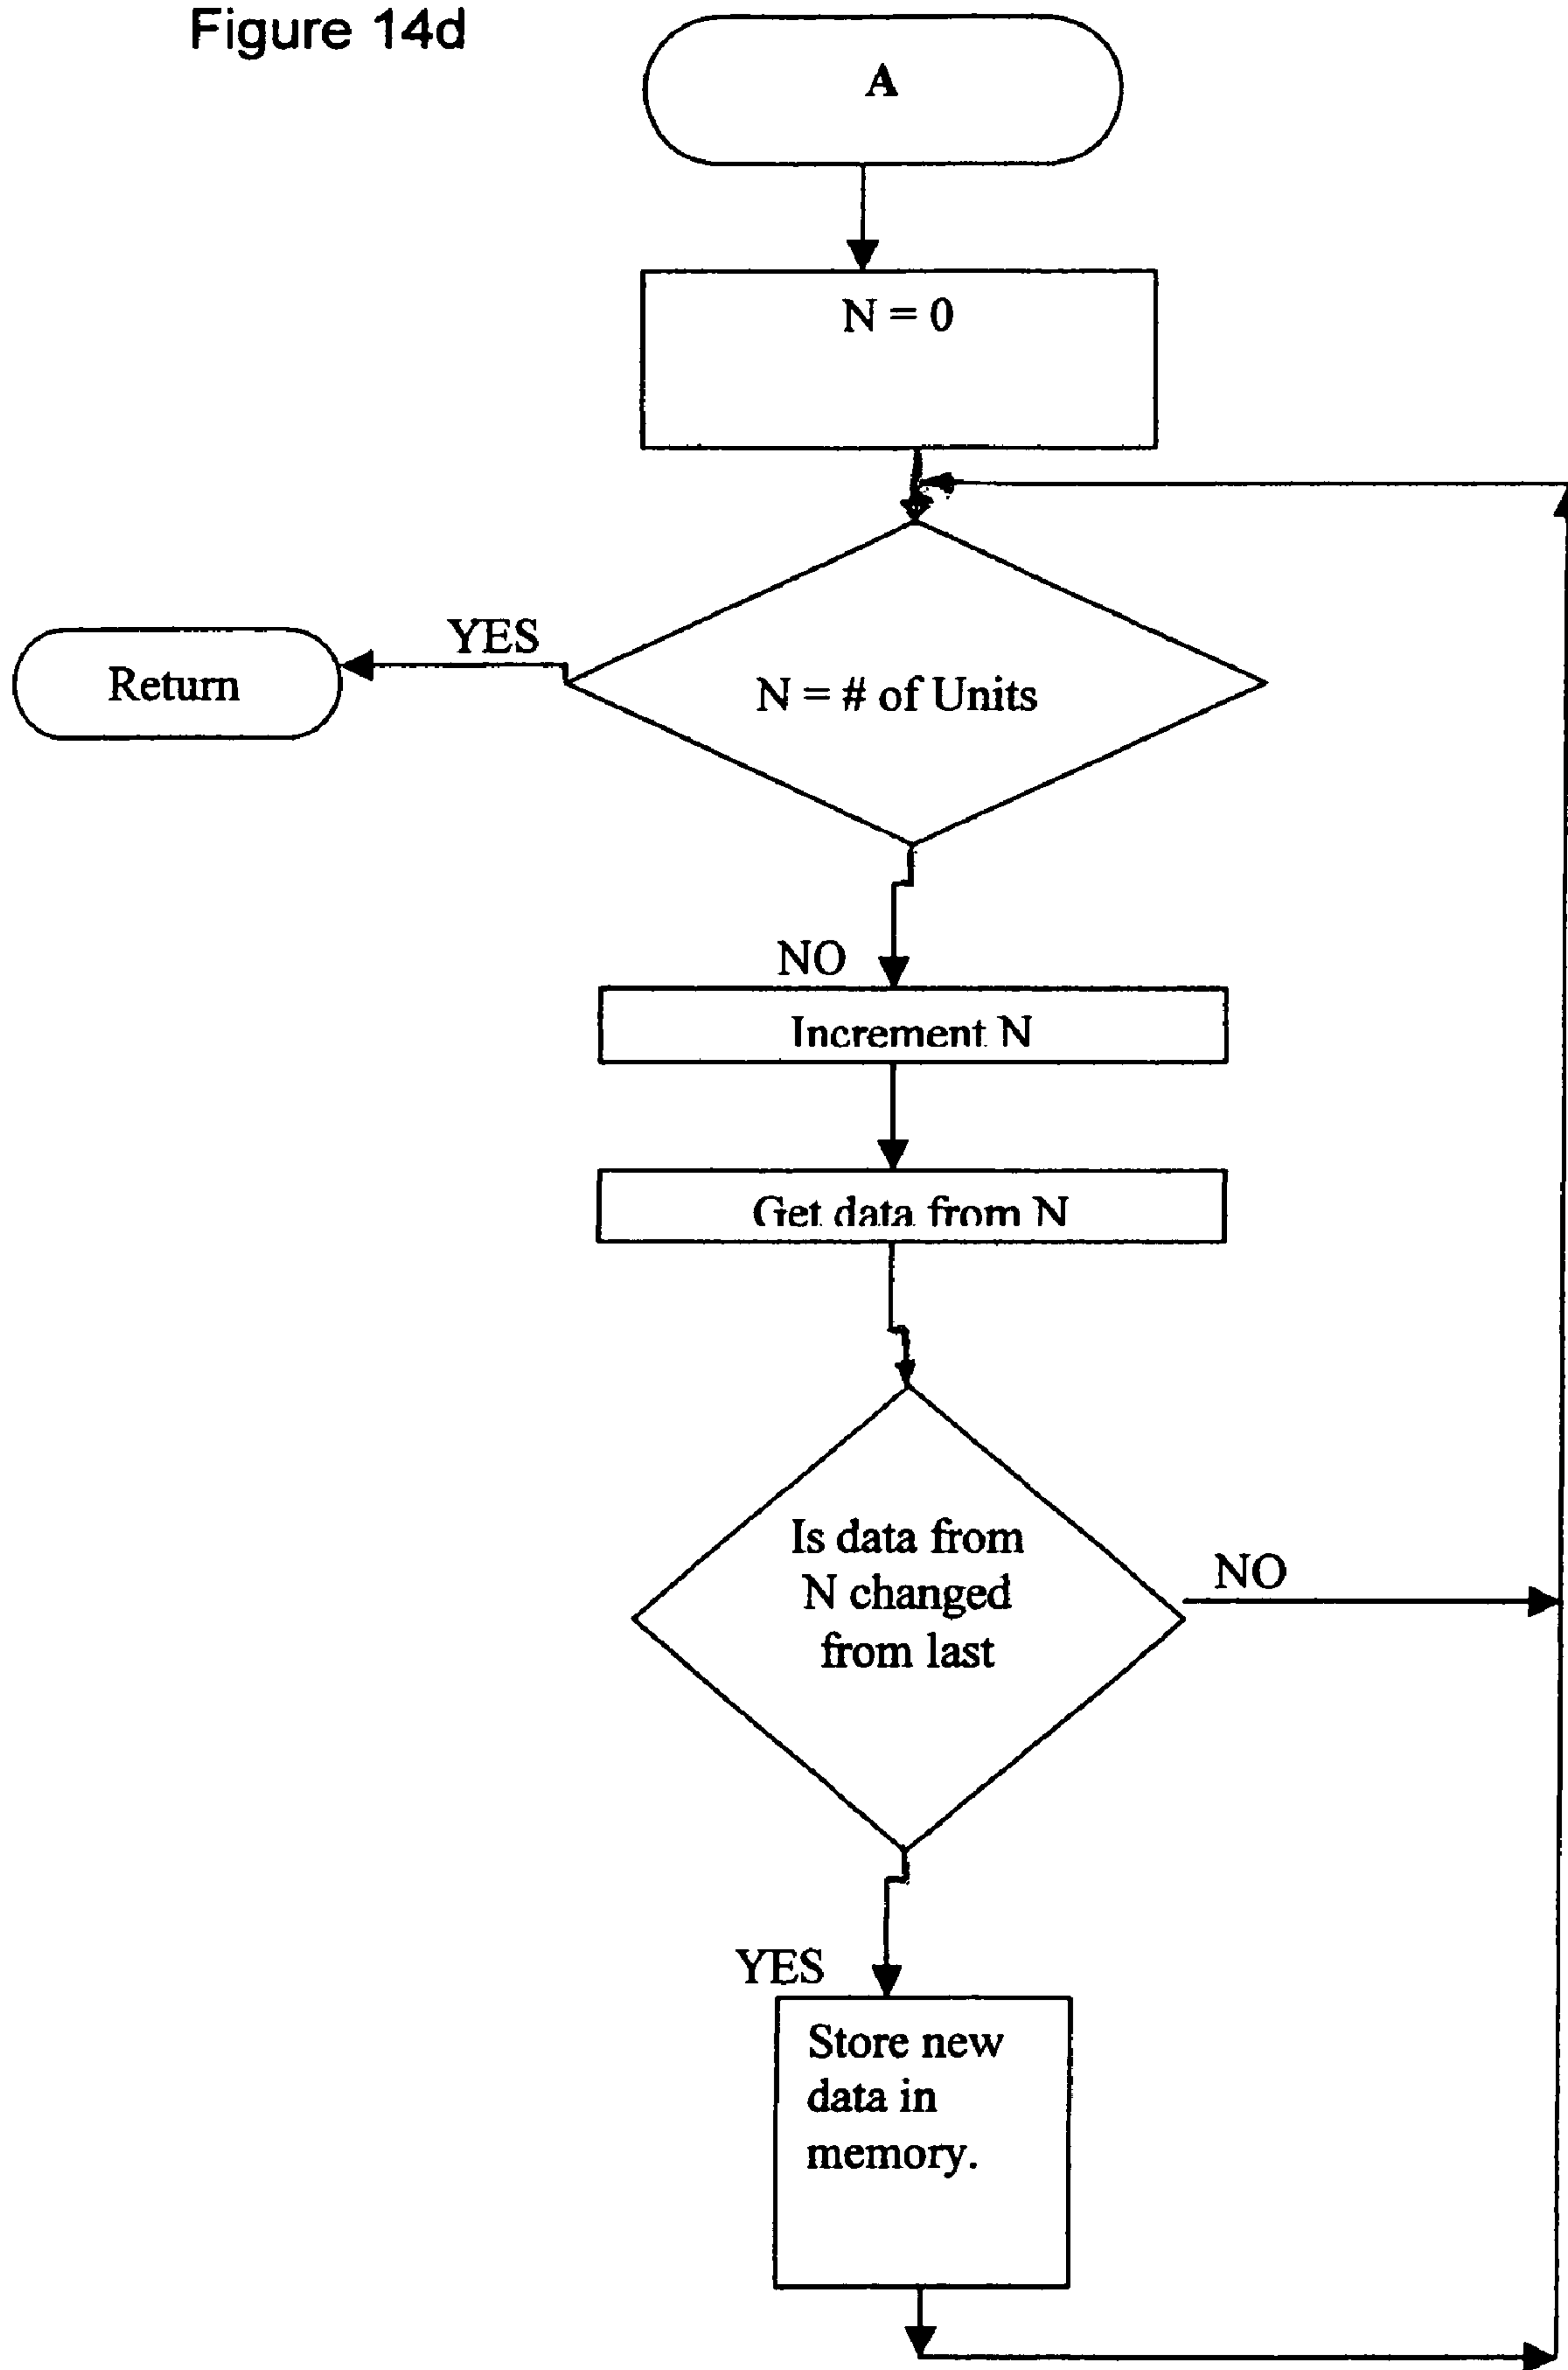 Figure 14d
A
N = 0
YES
Return
N = # of Units
NO
Increment N
Get data from N
Is data from
N changed
from last
NO
YES
Store new
data in
memory.